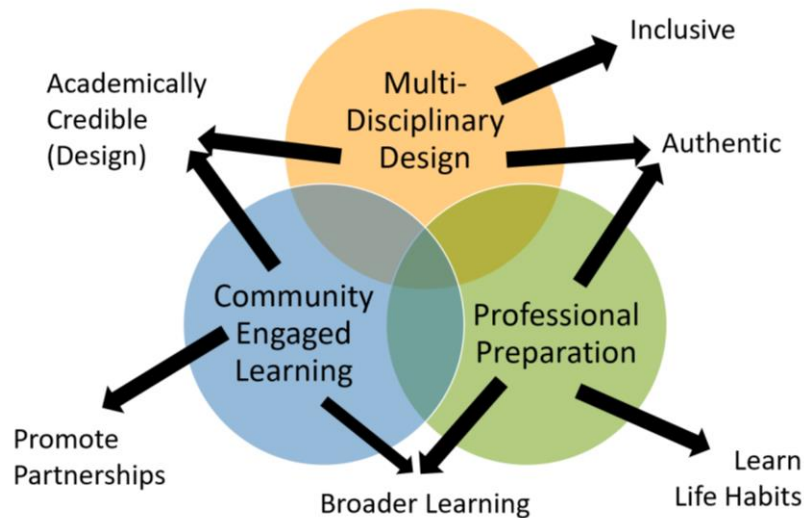 Inclusive
Academically
Credible
(Design)
Multi-
Disciplinary
Design
Authentic
Community
Engaged
Learning
Professional
Preparation
Promote
Partnerships
Broader Learning
Learn
Life Habits